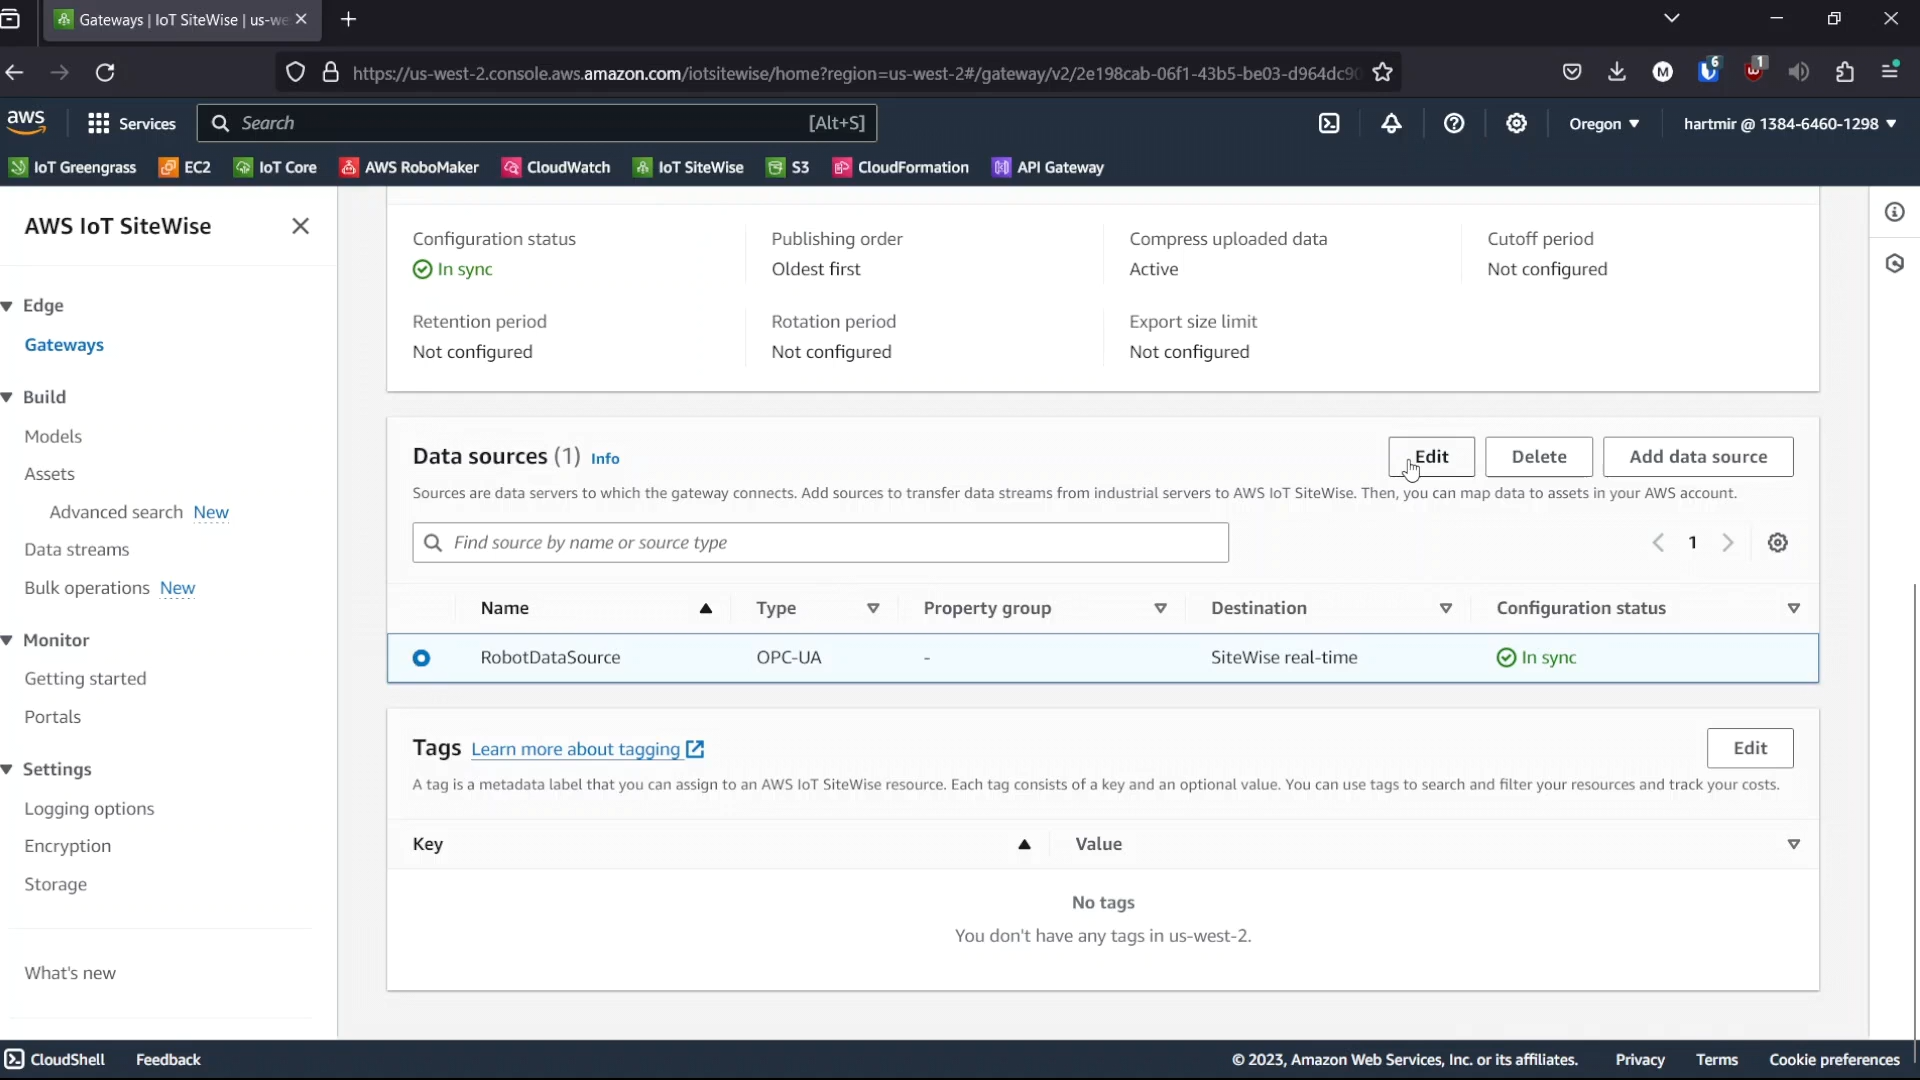 Gateways | IoT SiteWise | us-we
https://us-west-2.console.aws.amazon.com/iotsitewise/home?region=us-west-2#/gateway/v2/2e198cab-06f1-43b5-be03-d964dc90
M
6
1
aws
Services
Search
[Alt+S]
Oregon
hartmir @ 1384-6460-1298
IoT Greengrass
EC2
IoT Core
AWS RoboMaker
CloudWatch
IoT SiteWise
S3
CloudFormation
API Gateway
AWS IoT SiteWise
Edge
Gateways
Build
Models
Assets
Advanced search New
Data streams
Bulk operations New
Monitor
Getting started
Portals
Settings
Logging options
Encryption
Storage
What's new
Configuration status
In sync
Publishing order
Oldest first
Compress uploaded data
Active
Cutoff period
Not configured
Retention period
Not configured
Rotation period
Not configured
Export size limit
Not configured
Data sources (1) Info
Edit
Delete
Add data source
Sources are data servers to which the gateway connects. Add sources to transfer data streams from industrial servers to AWS IoT SiteWise. Then, you can map data to assets in your AWS account.
Find source by name or source type
1
Name
Type
Property group
Destination
Configuration status
RobotDataSource
OPC-UA
-
SiteWise real-time
In sync
Tags Learn more about tagging
Edit
A tag is a metadata label that you can assign to an AWS IoT SiteWise resource. Each tag consists of a key and an optional value. You can use tags to search and filter your resources and track your costs.
Key
Value
No tags
You don't have any tags in us-west-2.
CloudShell
Feedback
© 2023, Amazon Web Services, Inc. or its affiliates.
Privacy
Terms
Cookie preferences